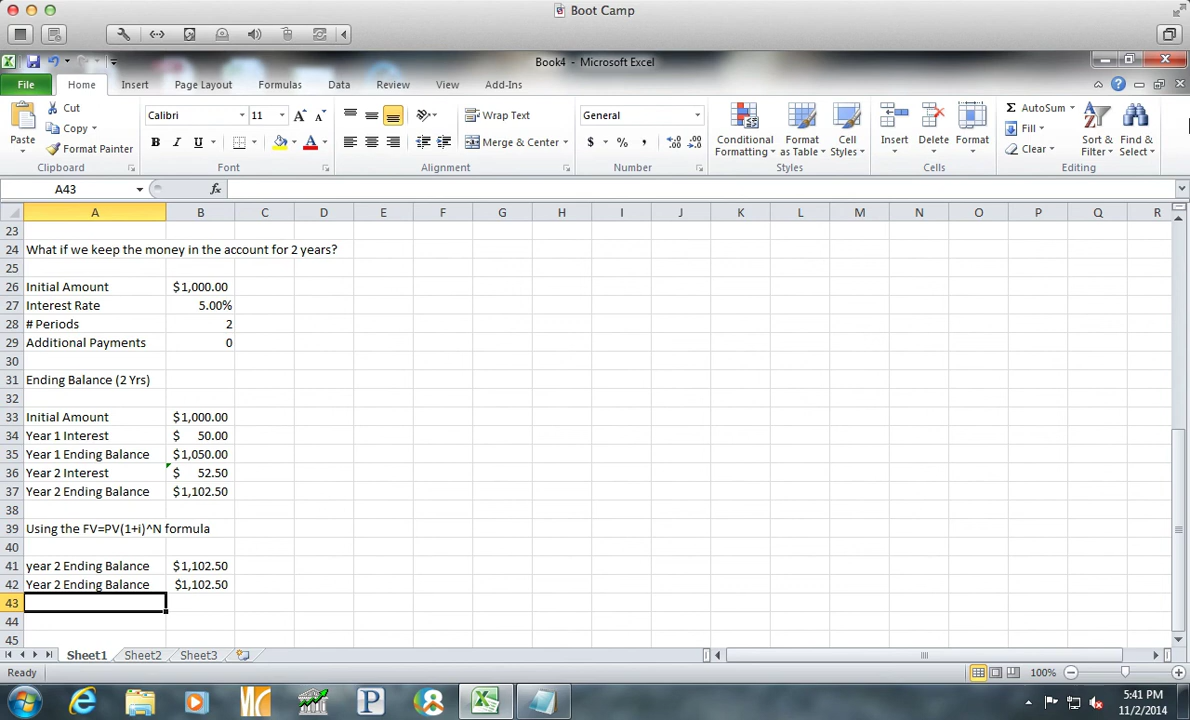 Boot Camp
Book4 - Microsoft Excel
File Home Insert Page Layout Formulas Data Review View Add-Ins
Paste
Cut
Copy
Format Painter
Clipboard
Calibri 11
B I U
Font
Wrap Text
Merge & Center
Alignment
General
$ % ,
Number
Conditional Formatting
Format as Table
Cell Styles
Styles
Insert
Delete
Format
Cells
AutoSum
Fill
Clear
Sort & Filter
Find & Select
Editing
A43 fx
A B C D E F G H I J K L M N O P Q R
23
24 What if we keep the money in the account for 2 years?
25
26 Initial Amount $1,000.00
27 Interest Rate 5.00%
28 # Periods 2
29 Additional Payments 0
30
31 Ending Balance (2 Yrs)
32
33 Initial Amount $1,000.00
34 Year 1 Interest $ 50.00
35 Year 1 Ending Balance $1,050.00
36 Year 2 Interest $ 52.50
37 Year 2 Ending Balance $1,102.50
38
39 Using the FV=PV(1+i)^N formula
40
41 year 2 Ending Balance $1,102.50
42 Year 2 Ending Balance $1,102.50
43
44
45
Sheet1 Sheet2 Sheet3
Ready 100%
5:41 PM
11/2/2014